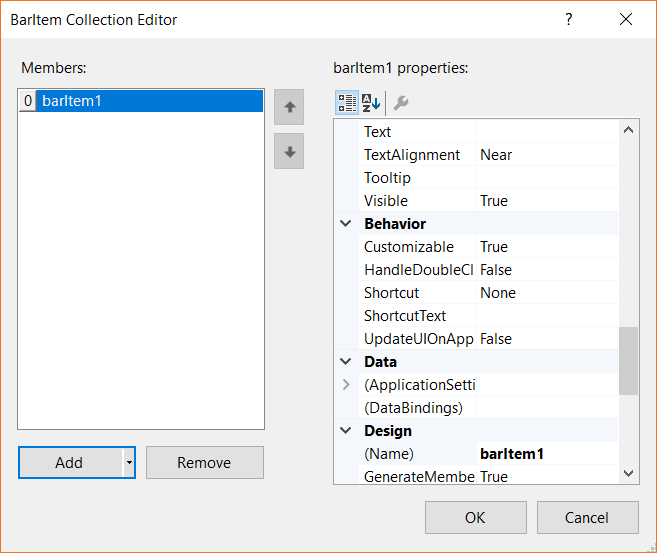 BarItem Collection Editor ?
Members:
0 barItem1
Add
Remove
barItem1 properties:
Text
TextAlignment Near
Tooltip
Visible True
Behavior
Customizable True
HandleDoubleCl False
Shortcut None
ShortcutText
UpdateUIOnApp False
Data
(ApplicationSetti
(DataBindings)
Design
(Name) barItem1
GenerateMembe True
OK
Cancel